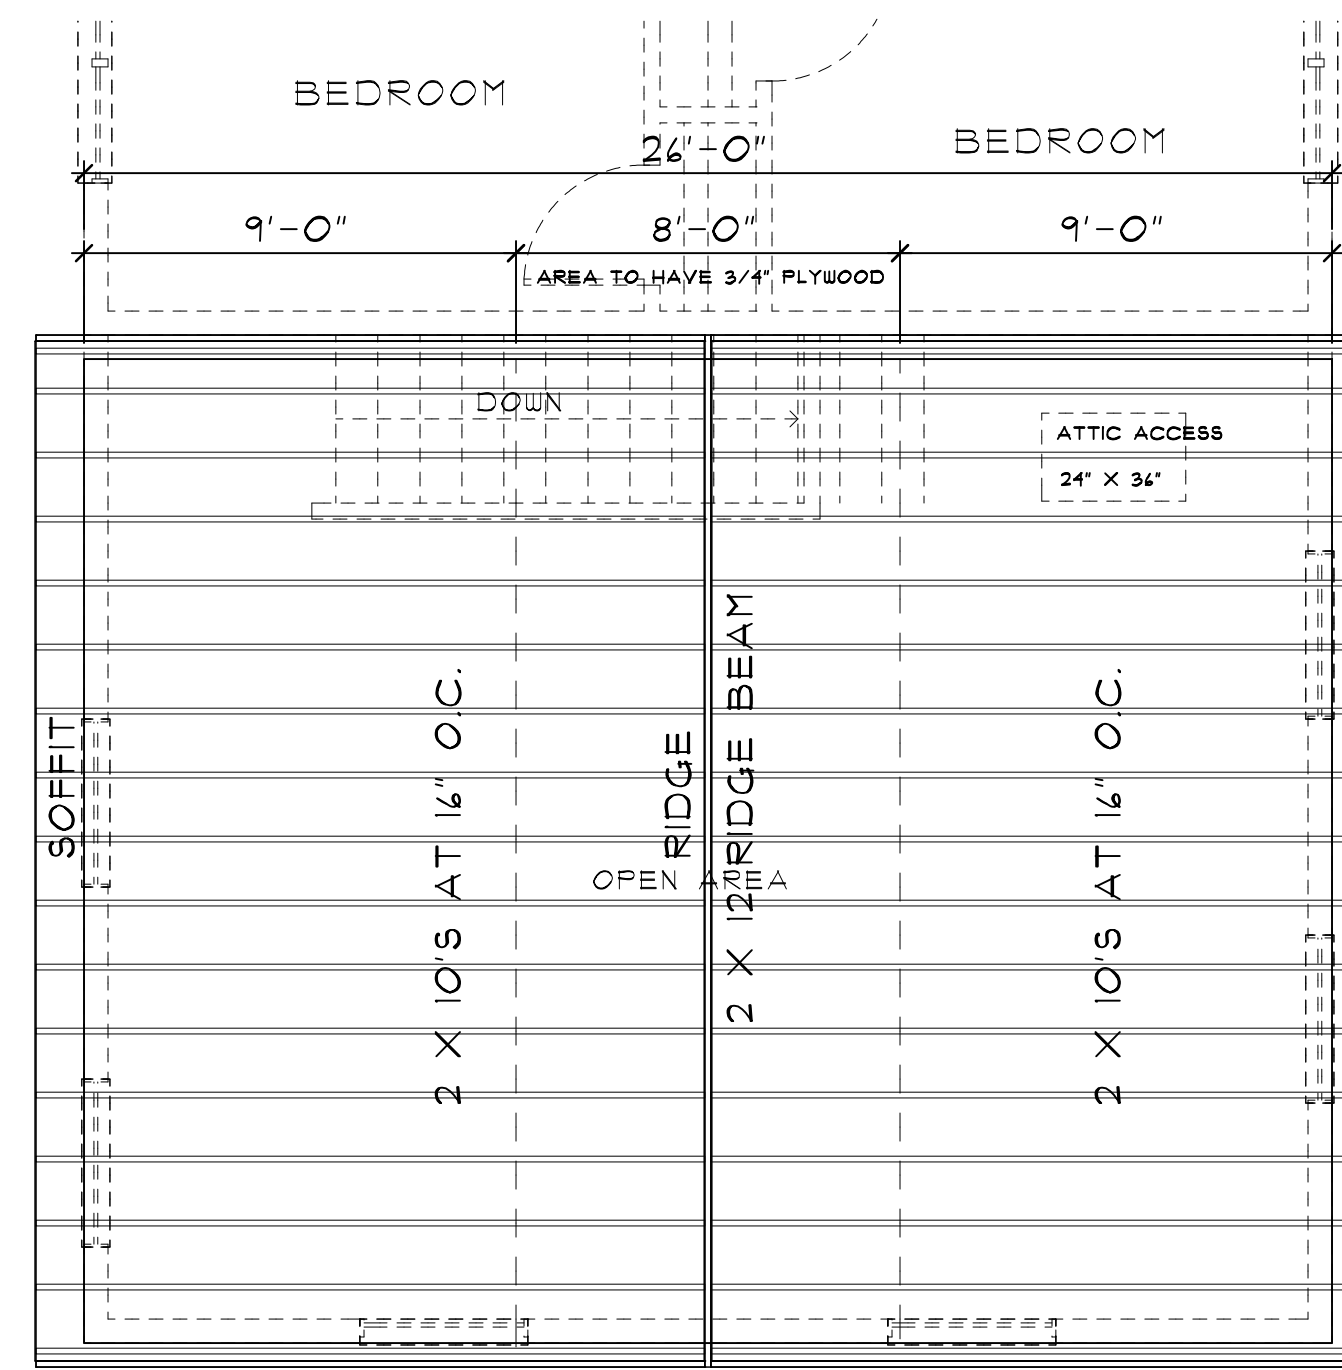 BEDROOM
BEDROOM
26'-0"
9'-0"
8'-0"
9'-0"
AREA TO HAVE 3/4" PLYWOOD
DOWN
ATTIC ACCESS
24" X 36"
SOFFIT
2 X 10'S AT 16" O.C.
RIDGE
2 X 12 RIDGE BEAM
OPEN AREA
2 X 10'S AT 16" O.C.